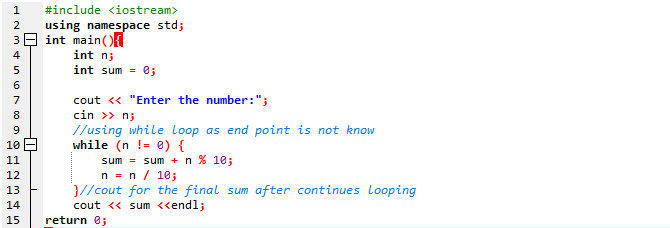 1 #include <iostream>
2 using namespace std;
3 int main(){
4 int n;
5 int sum = 0;
6
7 cout << "Enter the number:";
8 cin >> n;
9 //using while loop as end point is not know
10 while (n != 0) {
11 sum = sum + n % 10;
12 n = n / 10;
13 }//cout for the final sum after continues looping
14 cout << sum <<endl;
15 return 0;